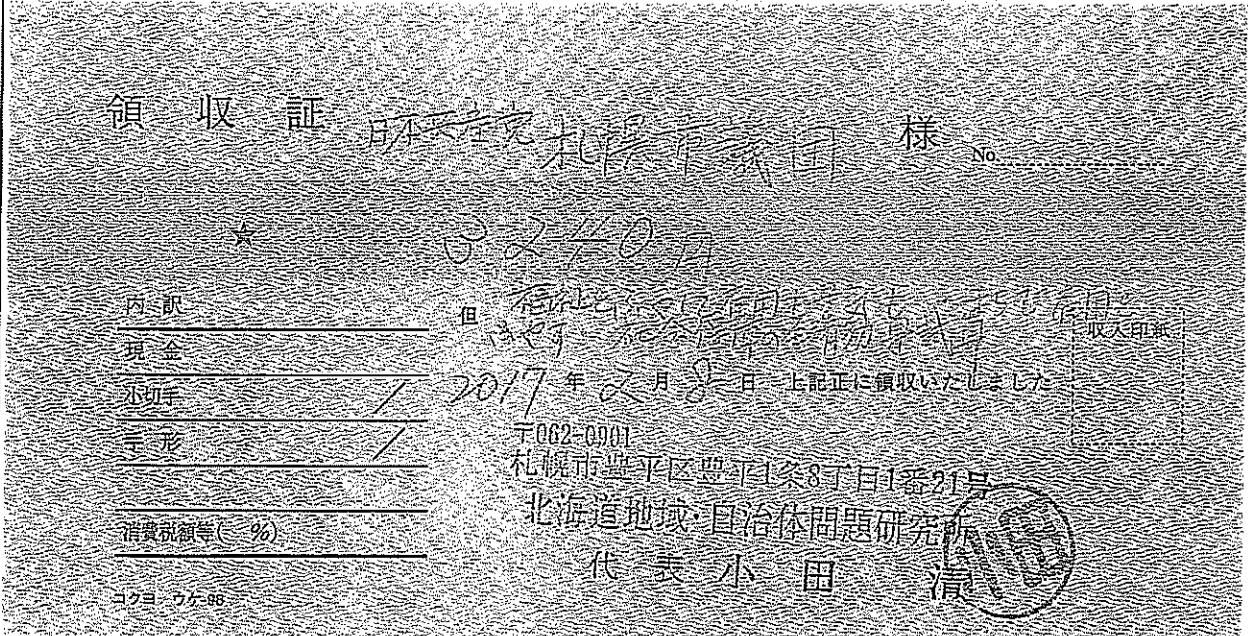 領収証 日本共産党 札幌市議団 様 No.
☆ 8240円
内訳
但
収入印紙
現金
小切手 2017年2月8日 上記正に領収いたしました
手形
〒062-0901
札幌市豊平区豊平1条8丁目1番21号
北海道地域・自治体問題研究所
消費税額等( %)
代表 小田 清
コクヨ ウケ-98